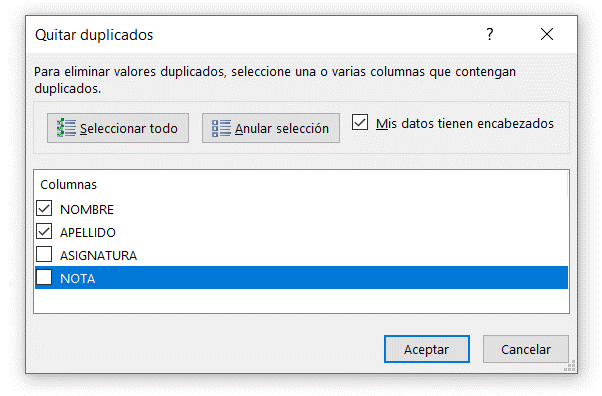 Quitar duplicados
?
Para eliminar valores duplicados, seleccione una o varias columnas que contengan
duplicados.
Seleccionar todo
Anular selección
Mis datos tienen encabezados
Columnas
NOMBRE
APELLIDO
ASIGNATURA
NOTA
Aceptar
Cancelar